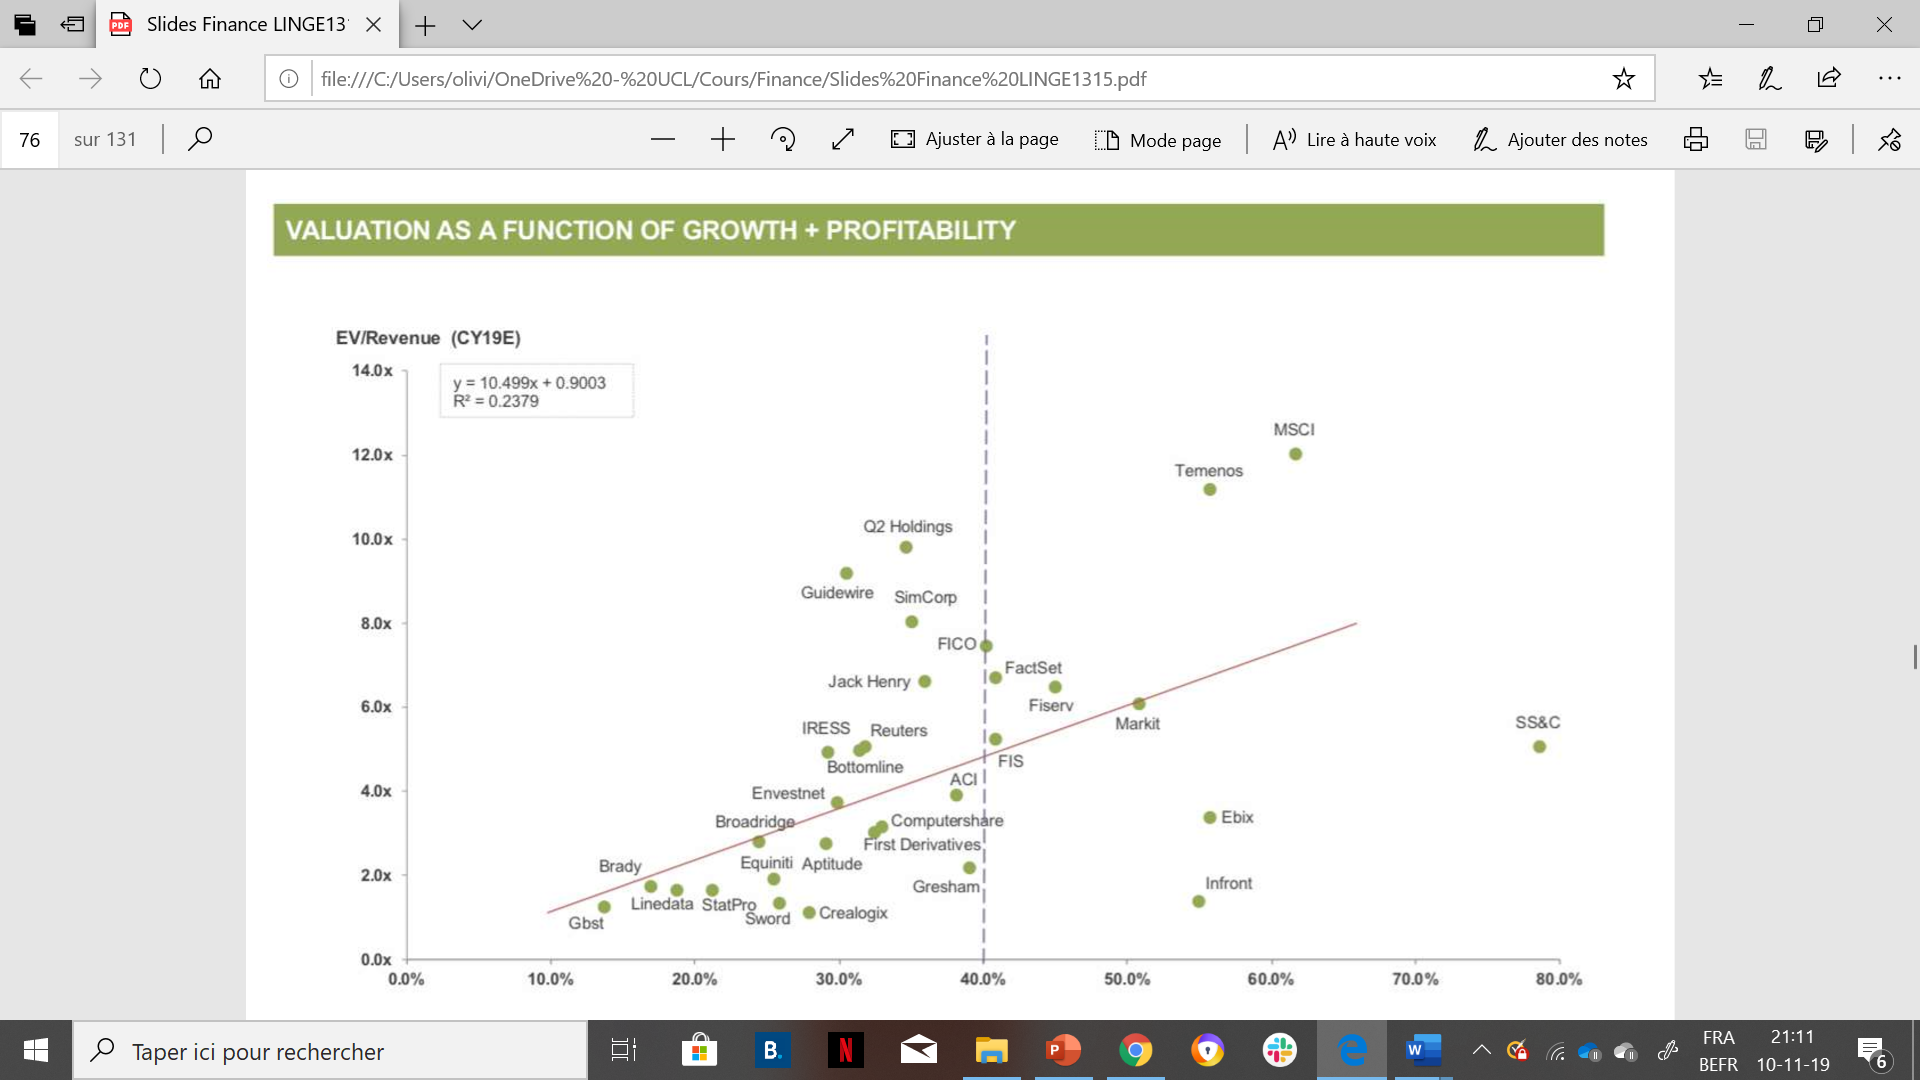 Slides Finance LINGE131
file:///C:/Users/olivi/OneDrive%20-%20UCL/Cours/Finance/Slides%20Finance%20LINGE1315.pdf
76 sur 131
Ajuster à la page
Mode page
Lire à haute voix
Ajouter des notes
VALUATION AS A FUNCTION OF GROWTH + PROFITABILITY
EV/Revenue (CY19E)
14.0x
y = 10.499x + 0.9003
R² = 0.2379
MSCI
12.0x
Temenos
Q2 Holdings
10.0x
Guidewire
SimCorp
8.0x
FICO
FactSet
Jack Henry
Fiserv
6.0x
Markit
SS&C
IRESS
Reuters
Bottomline
FIS
ACI
4.0x
Envestnet
Broadridge
Computershare
Ebix
First Derivatives
Equiniti
Aptitude
Brady
2.0x
Gresham
Infront
Linedata
StatPro
Sword
Crealogix
Gbst
0.0x
0.0% 10.0% 20.0% 30.0% 40.0% 50.0% 60.0% 70.0% 80.0%
Taper ici pour rechercher
B.
N
P
W
FRA
BEFR
21:11
10-11-19
6